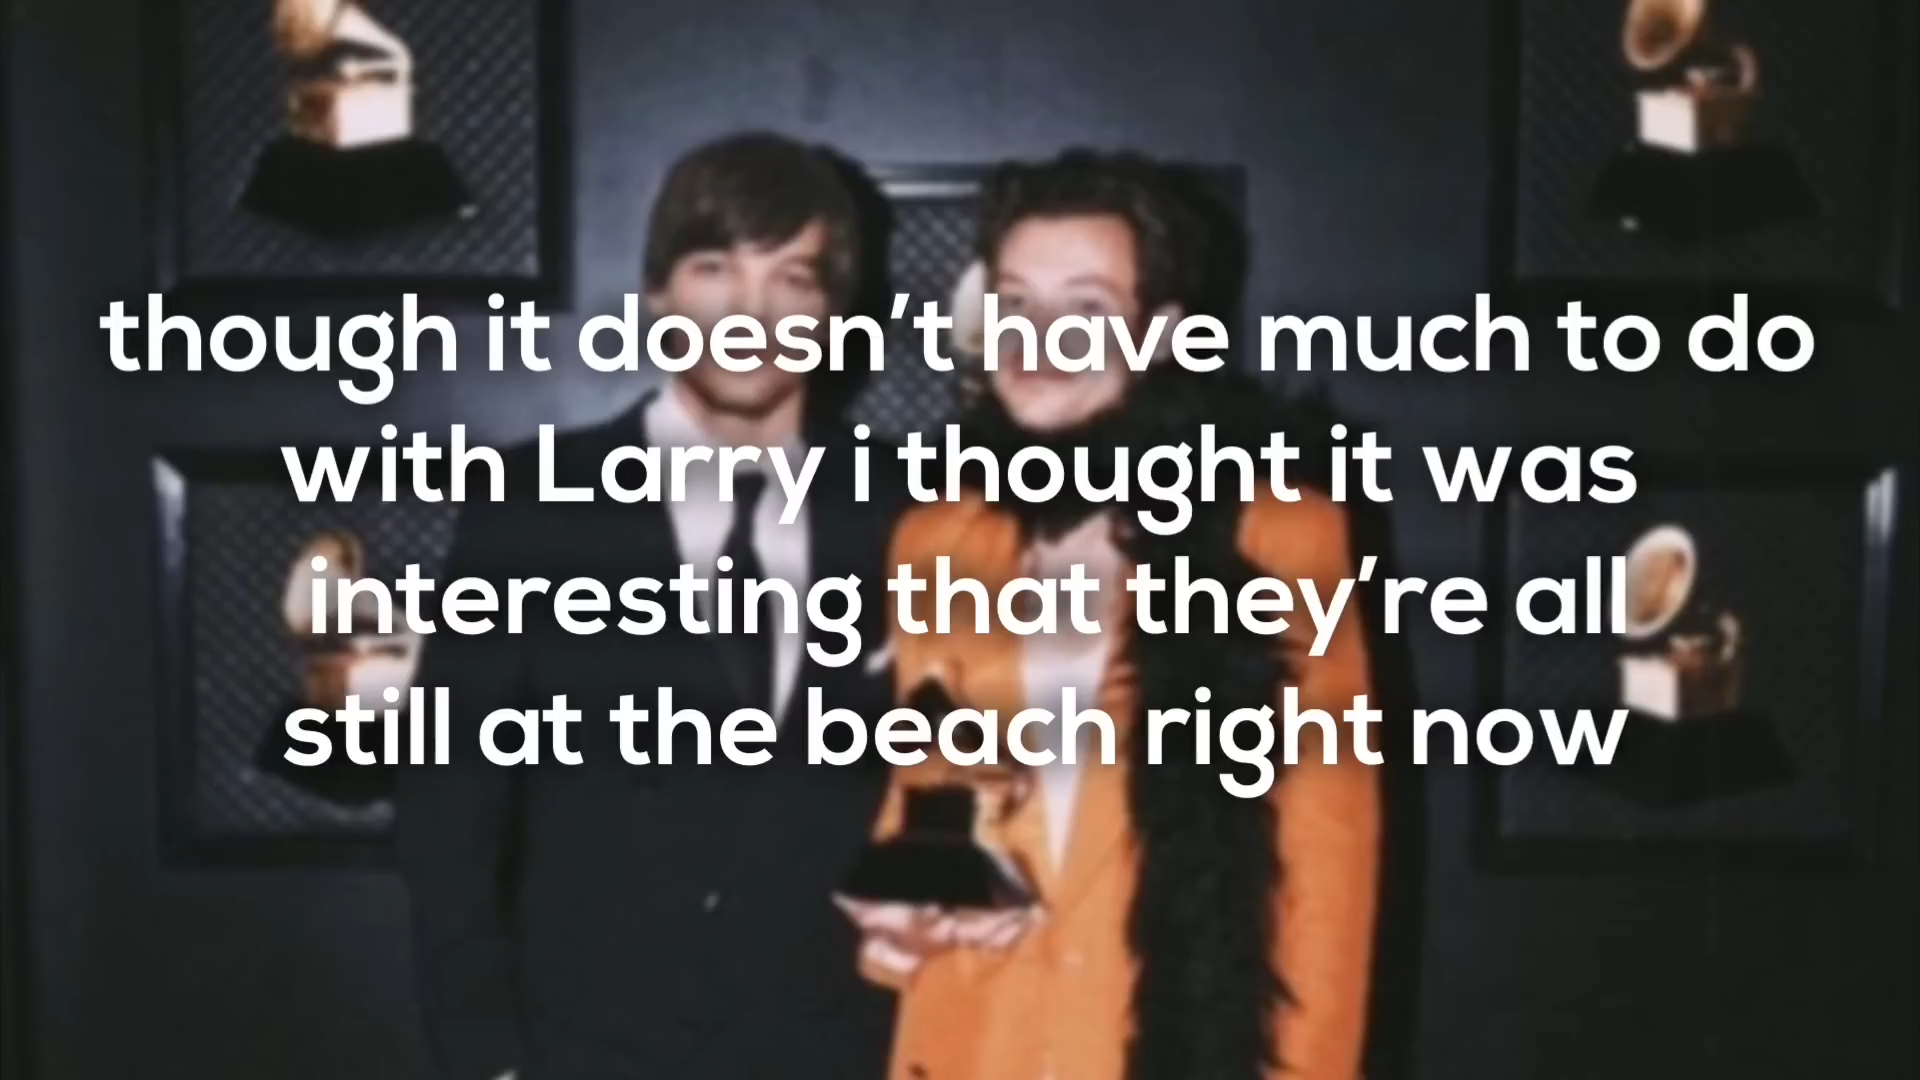 though it doesn't have much to do
with Larry i thought it was
interesting that they're all
still at the beach right now